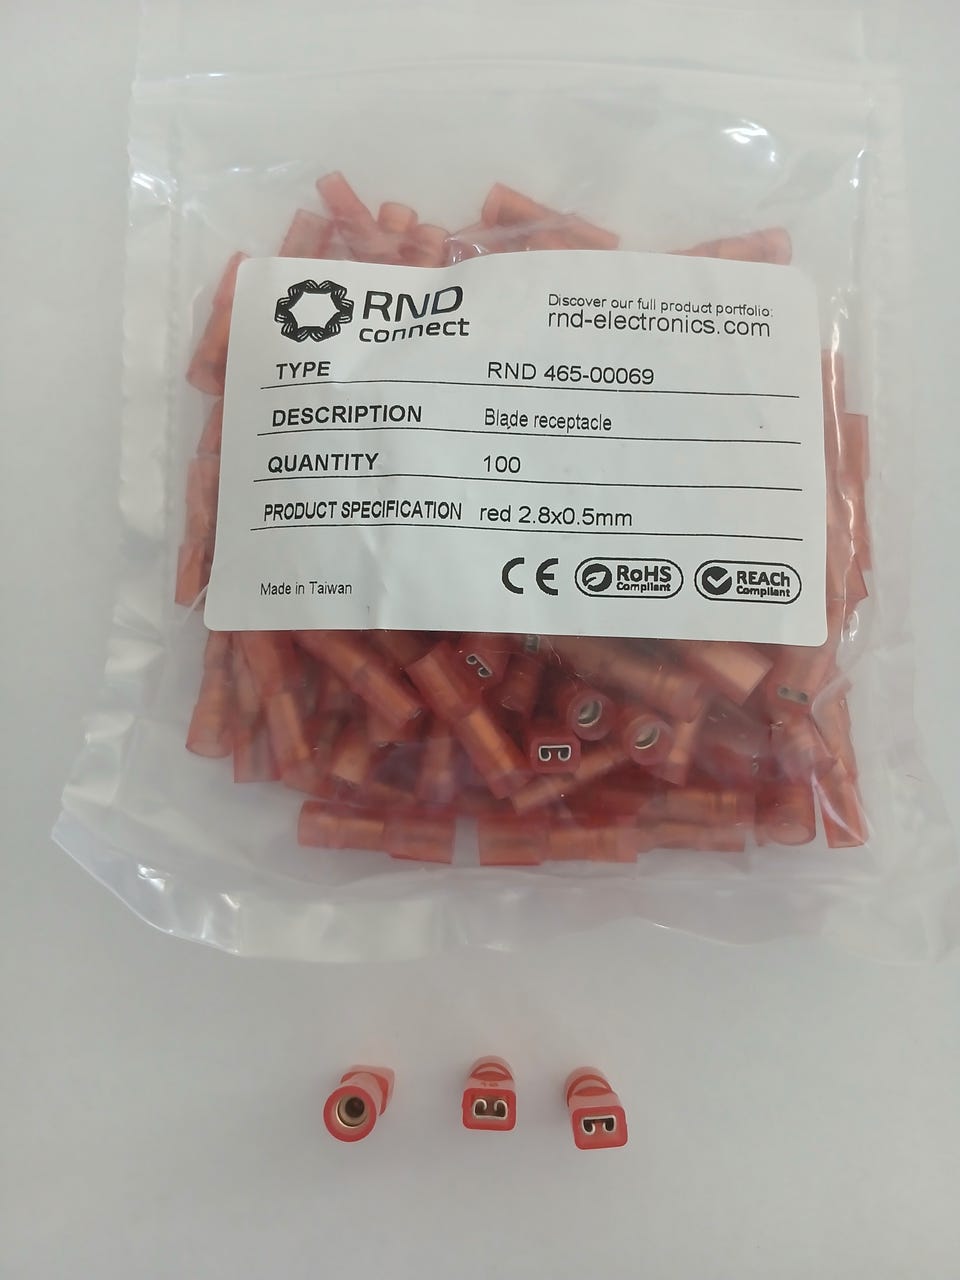 RND
connect
Discover our full product portfolio:
rnd-electronics.com
TYPE RND 465-00069
DESCRIPTION Blade receptacle
QUANTITY 100
PRODUCT SPECIFICATION red 2.8x0.5mm
Made in Taiwan
CE
RoHS
Compliant
REACh
Compliant